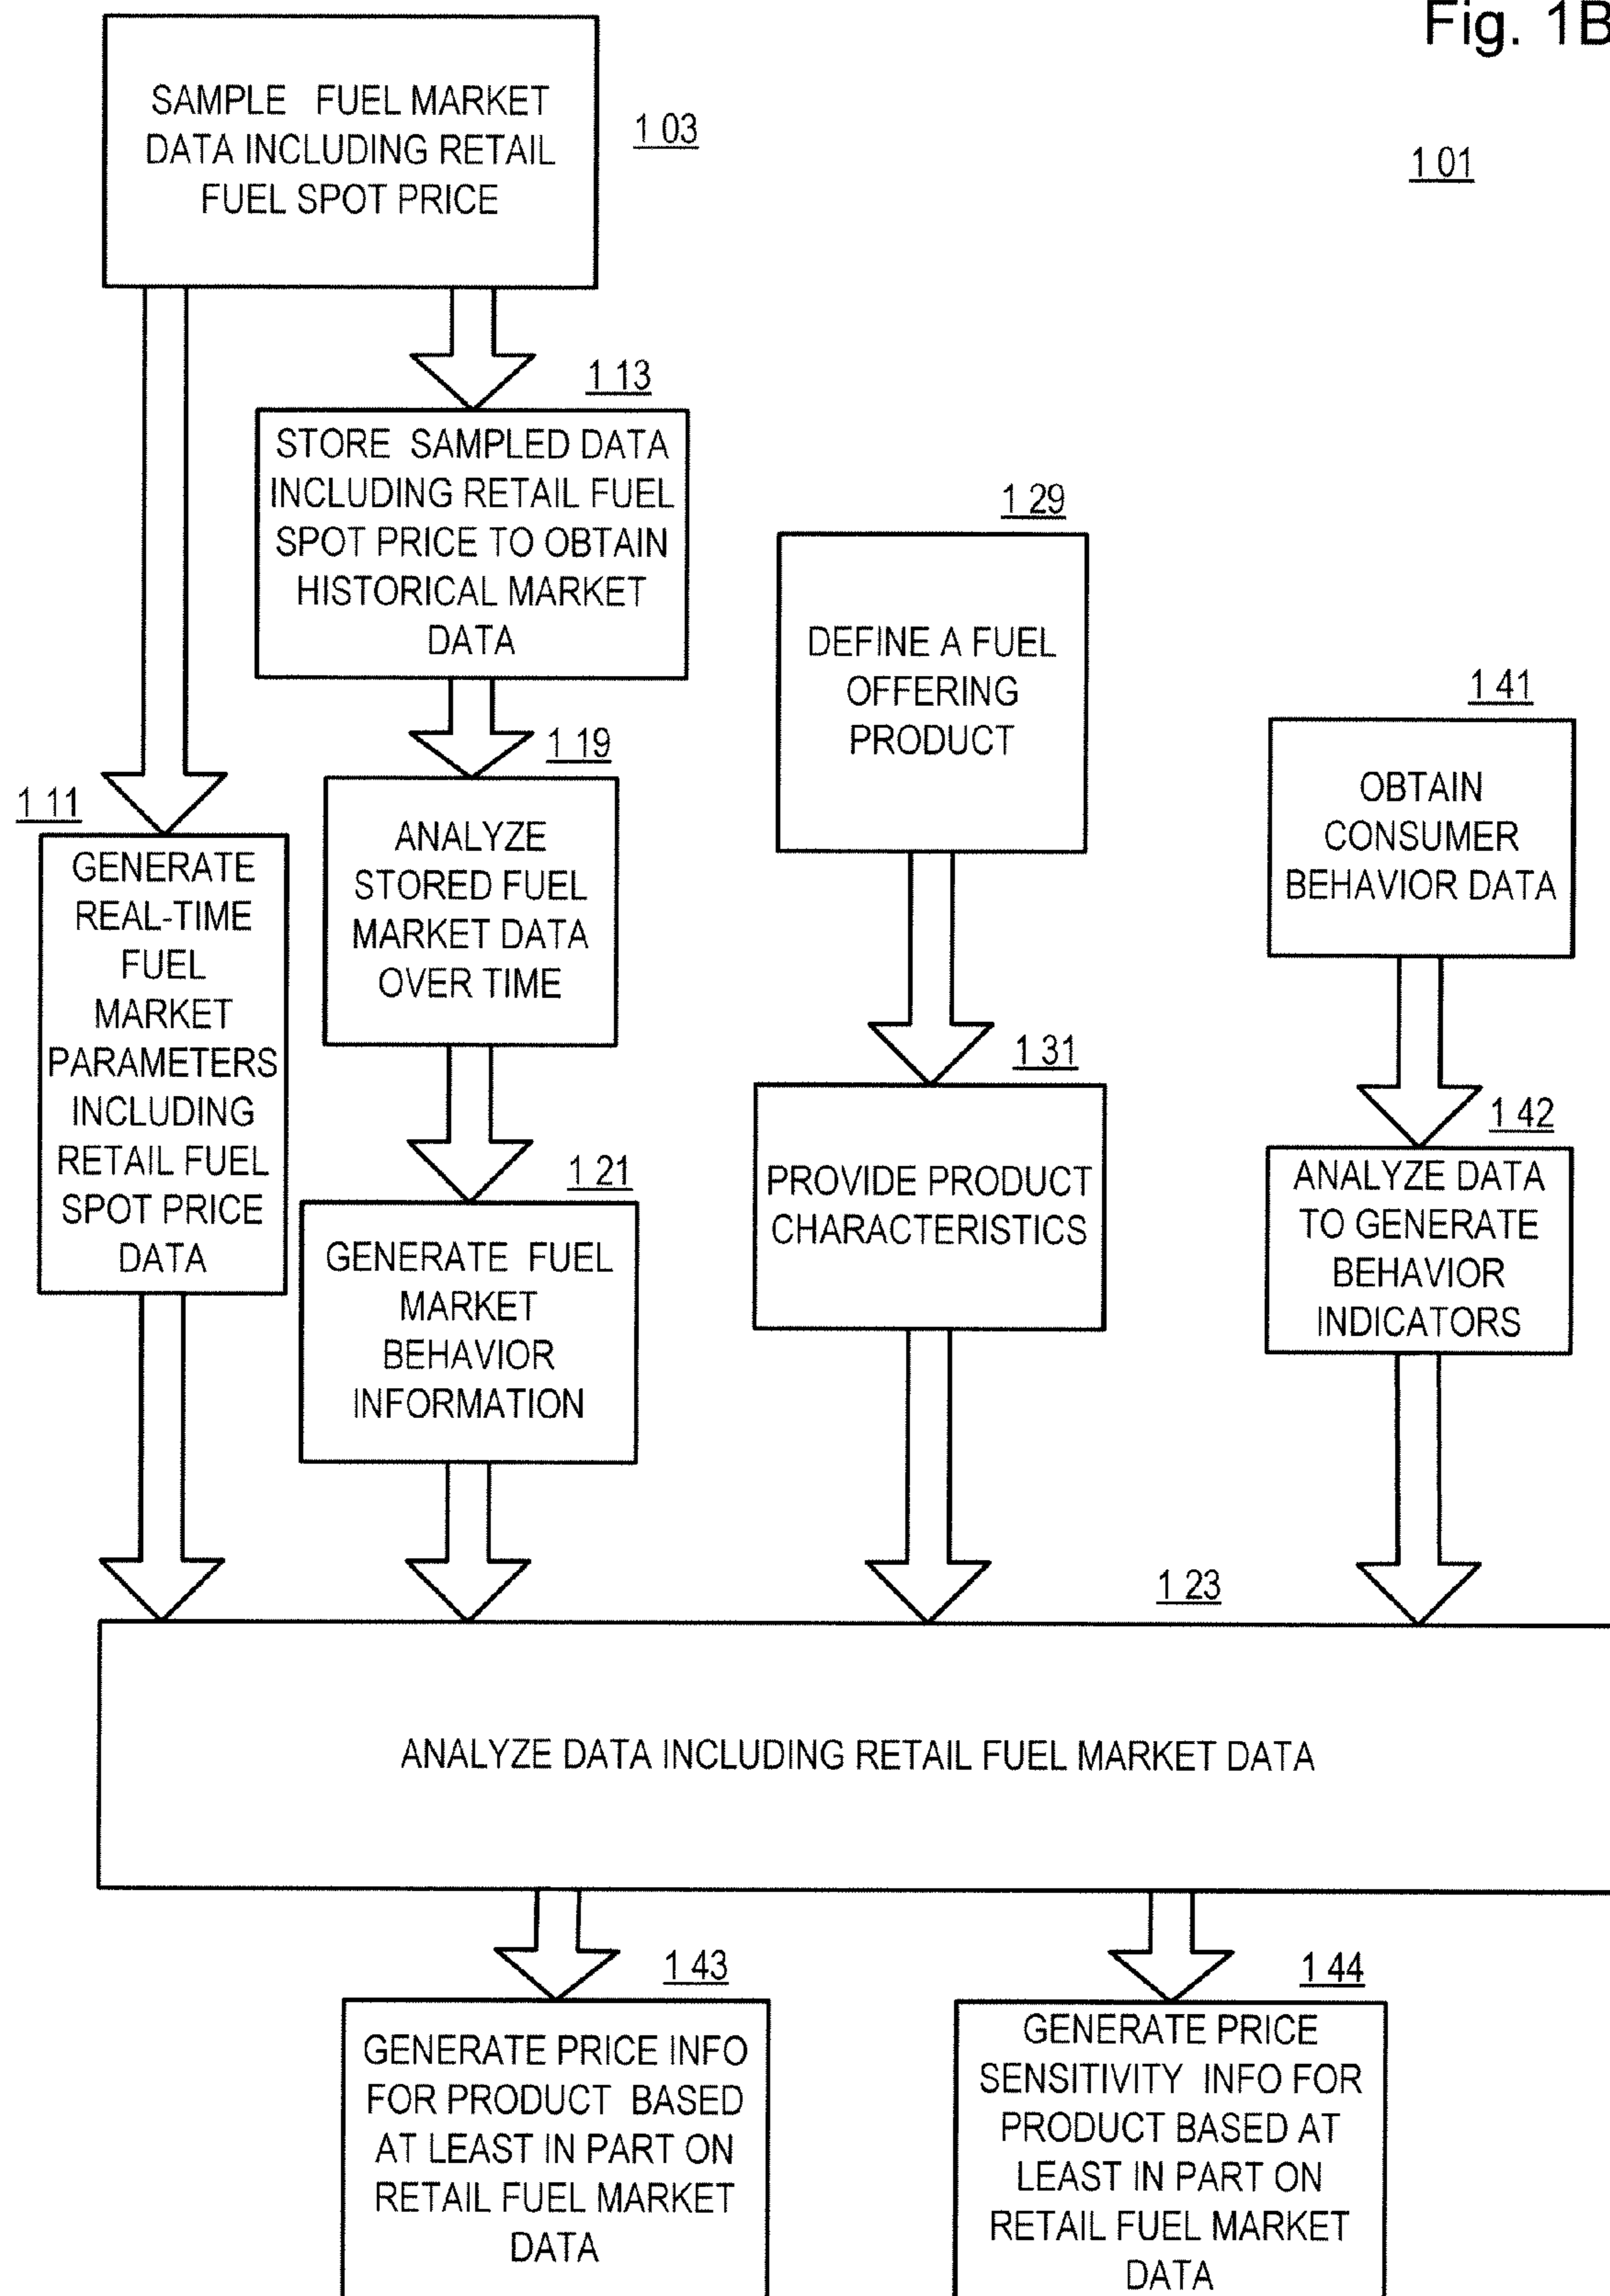 Fig. 1B
SAMPLE FUEL MARKET
DATA INCLUDING RETAIL
FUEL SPOT PRICE
1 03
1 01
1 13
STORE SAMPLED DATA
INCLUDING RETAIL FUEL
SPOT PRICE TO OBTAIN
HISTORICAL MARKET
DATA
1 29
DEFINE A FUEL
OFFERING
PRODUCT
1 41
OBTAIN
CONSUMER
BEHAVIOR DATA
1 19
ANALYZE
STORED FUEL
MARKET DATA
OVER TIME
1 11
GENERATE
REAL-TIME
FUEL
MARKET
PARAMETERS
INCLUDING
RETAIL FUEL
SPOT PRICE
DATA
1 31
PROVIDE PRODUCT
CHARACTERISTICS
1 42
ANALYZE DATA
TO GENERATE
BEHAVIOR
INDICATORS
1 21
GENERATE FUEL
MARKET
BEHAVIOR
INFORMATION
1 23
ANALYZE DATA INCLUDING RETAIL FUEL MARKET DATA
1 43
GENERATE PRICE INFO
FOR PRODUCT BASED
AT LEAST IN PART ON
RETAIL FUEL MARKET
DATA
1 44
GENERATE PRICE
SENSITIVITY INFO FOR
PRODUCT BASED AT
LEAST IN PART ON
RETAIL FUEL MARKET
DATA